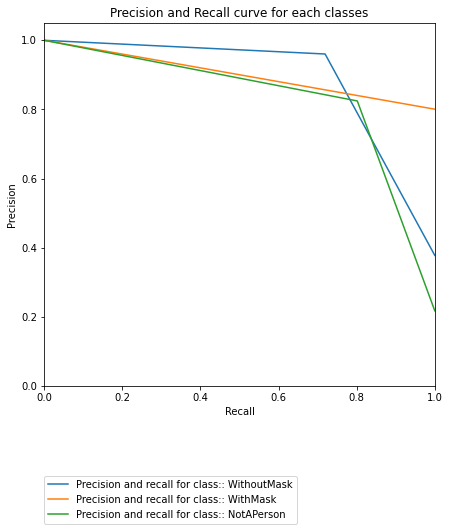 Precision and Recall curve for each classes
1.0
0.8
0.6
0.4
0.2
0.0
Precision
0.0 0.2 0.4 0.6 0.8 1.0
Recall
Precision and recall for class:: WithoutMask
Precision and recall for class:: WithMask
Precision and recall for class:: NotAPerson